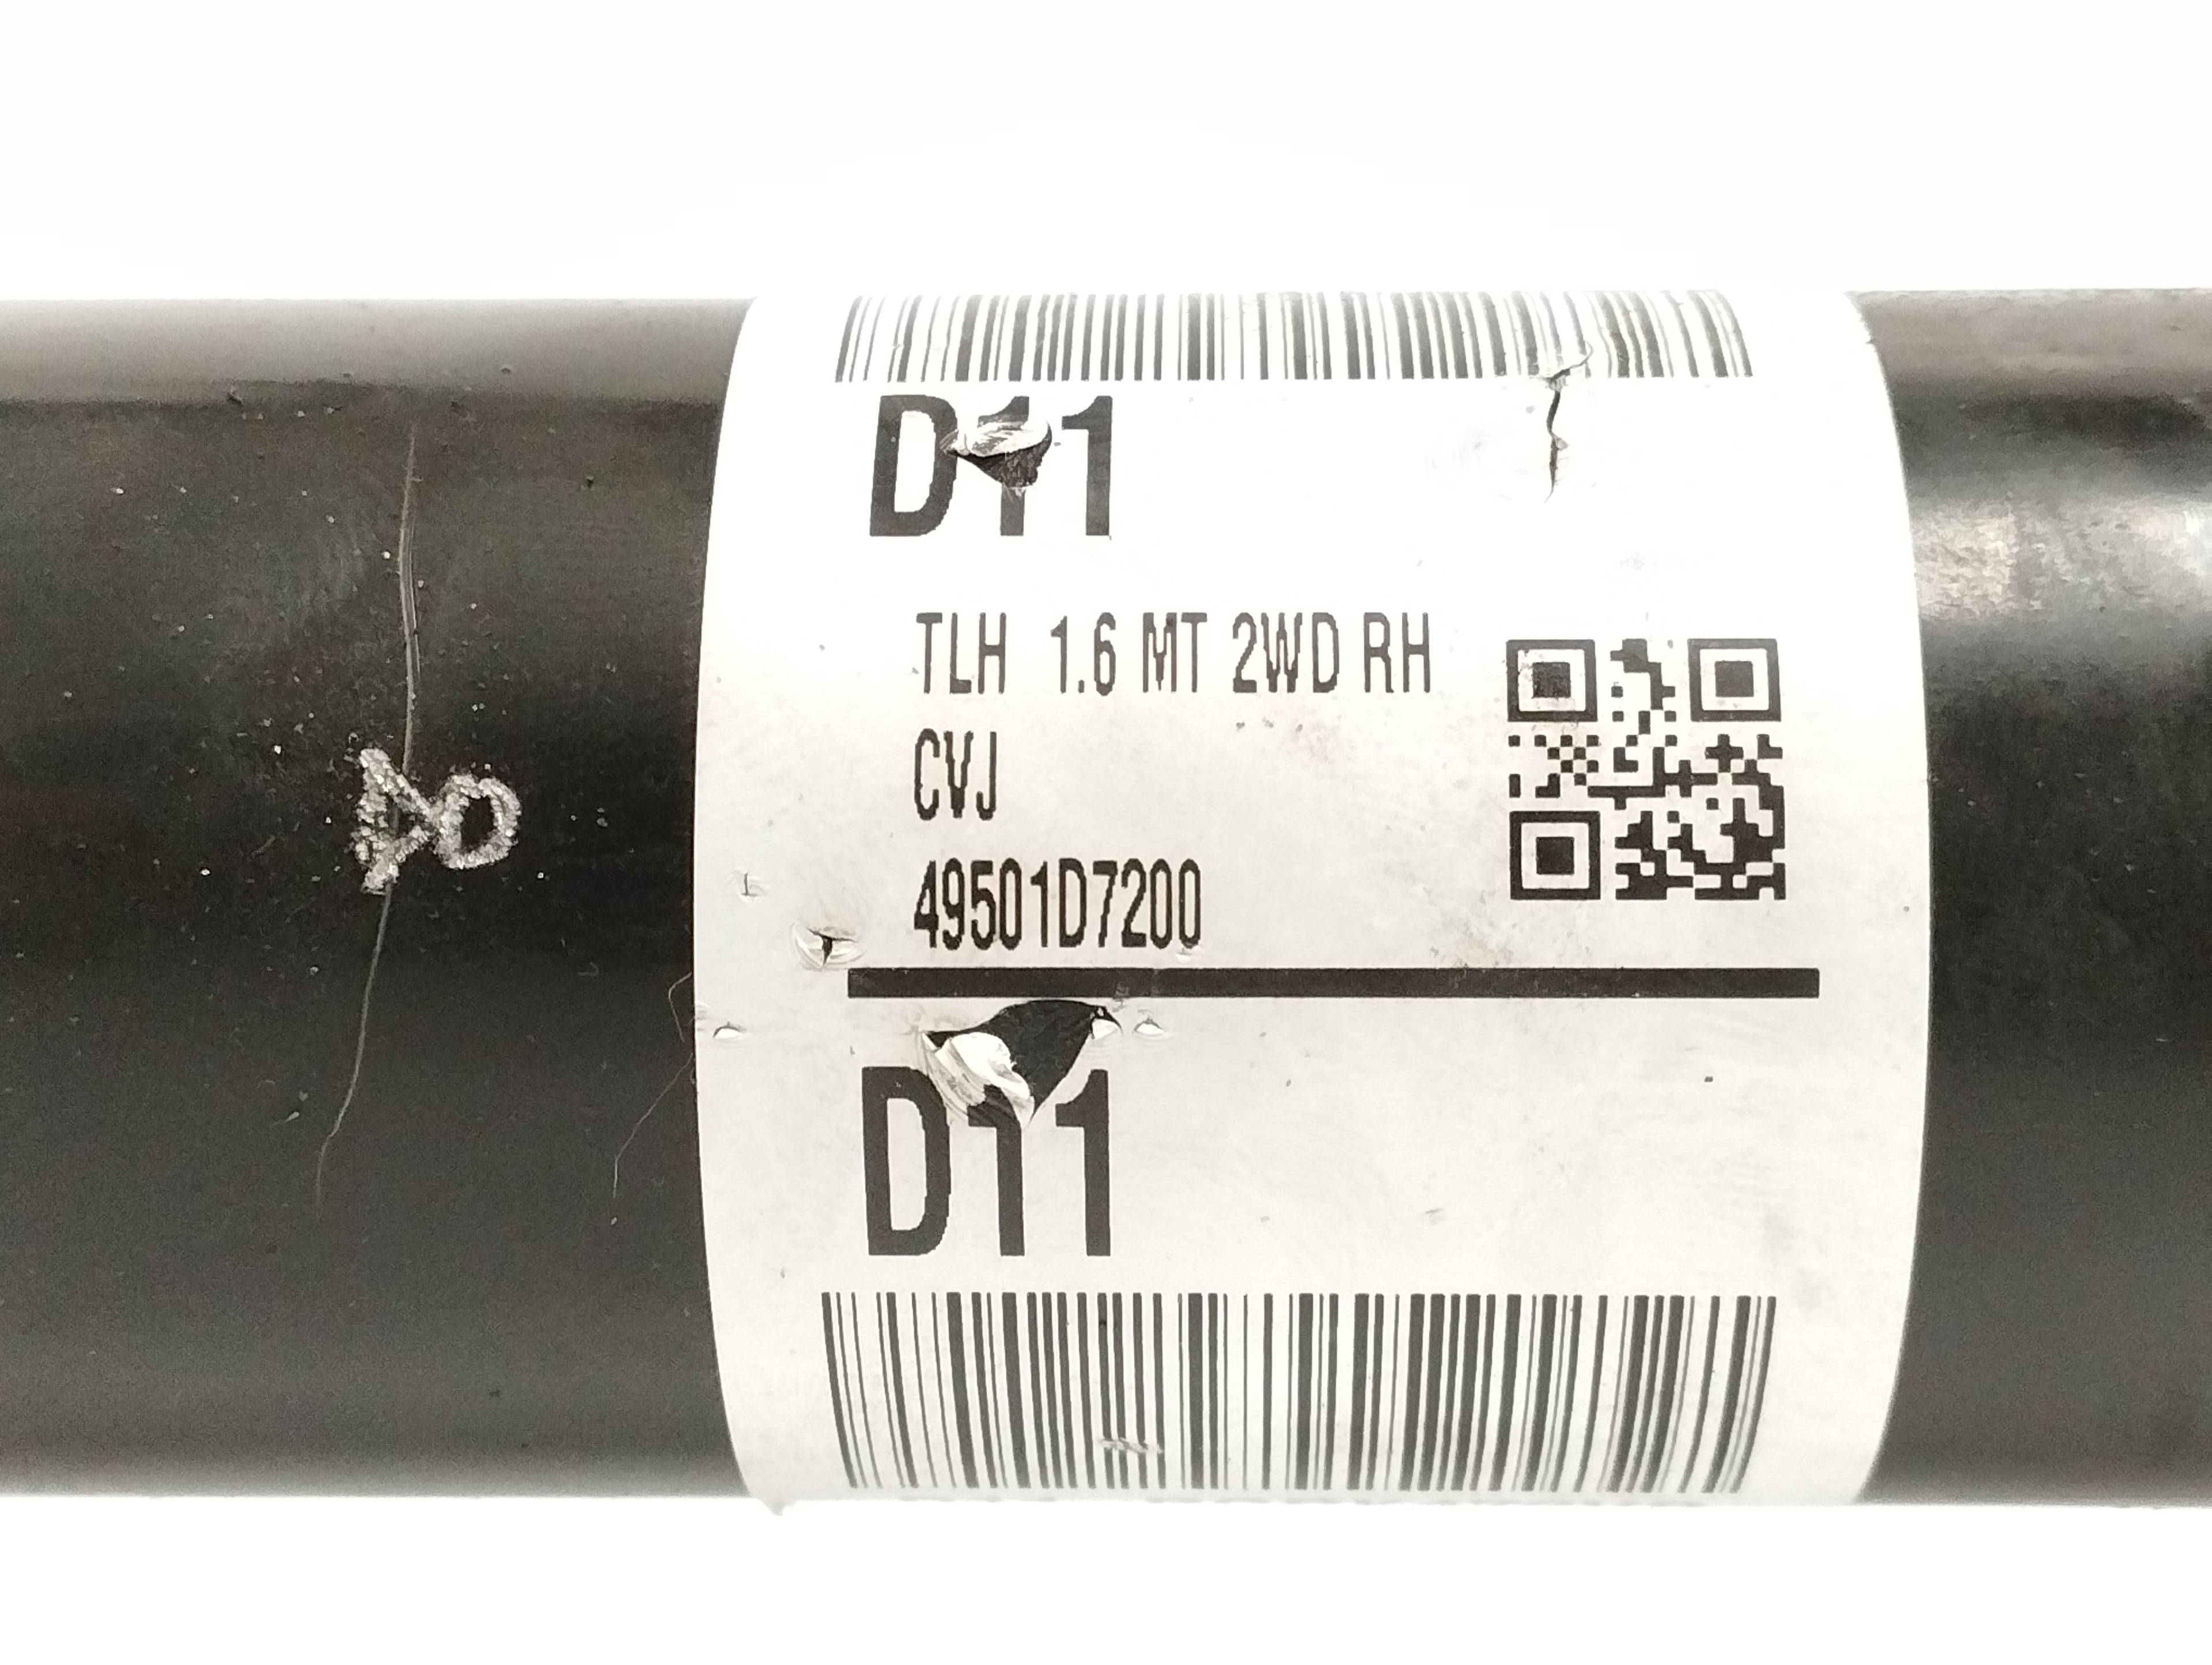 D11
TLH 1.6 MT 2WD RH
CVJ
49501D7200
D11